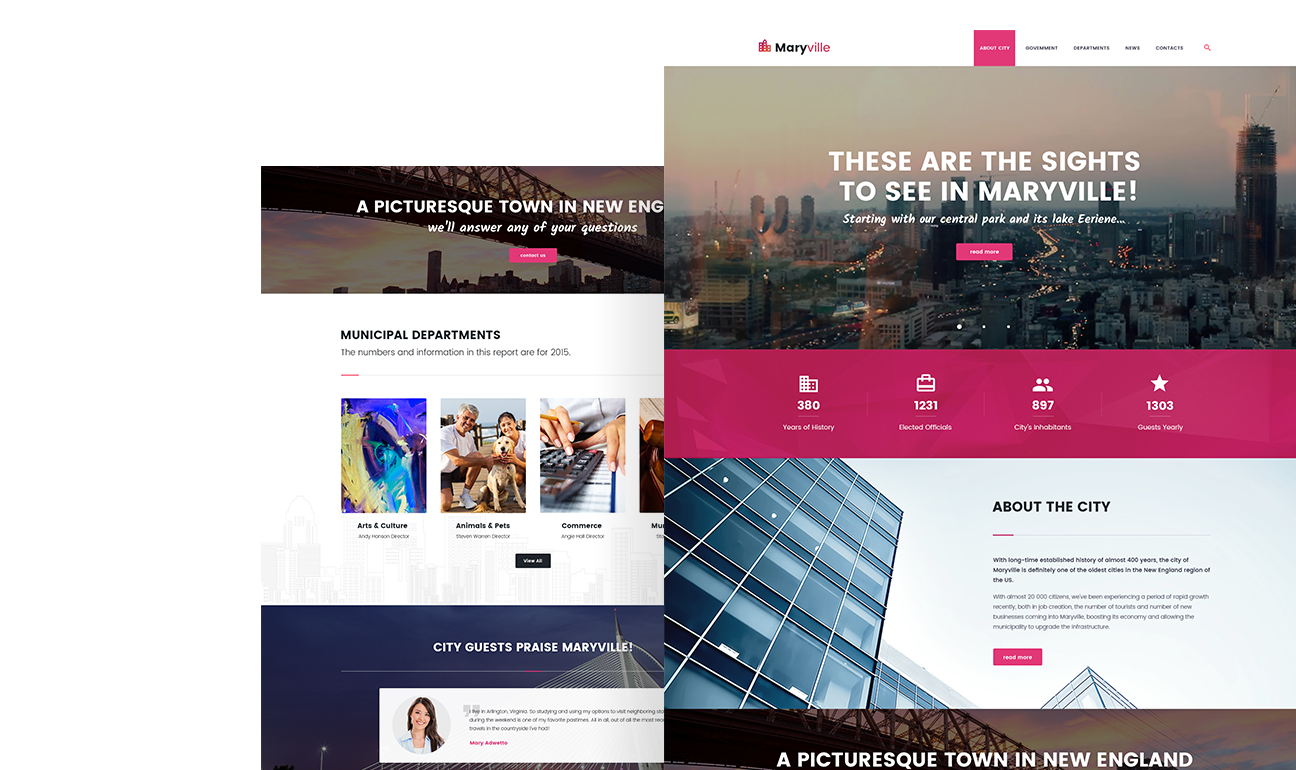 Maryville
ABOUT CITY
GOVERNMENT
DEPARTMENTS
NEWS
CONTACTS
THESE ARE THE SIGHTS
TO SEE IN MARYVILLE!
Starting with our central park and its lake Eeriene...
read more
380
Years of History
1231
Elected Officials
897
City's Inhabitants
1303
Guests Yearly
ABOUT THE CITY
With long-time established history of almost 400 years, the city of
Maryville is definitely one of the oldest cities in the New England region of
the US.
With almost 20 000 citizens, we've been experiencing a period of rapid growth
recently, both in job creation, the number of tourists and number of new
businesses coming into Maryville, boosting its economy and allowing the
municipality to upgrade the infrastructure.
read more
A PICTURESQUE TOWN IN NEW ENGLAND
A PICTURESQUE TOWN IN NEW ENG
we'll answer any of your questions
contact us
MUNICIPAL DEPARTMENTS
The numbers and information in this report are for 2015.
Arts & Culture
Andy Hanson Director
Animals & Pets
Steven Warren Director
Commerce
Angie Hall Director
Mu
Sto
View All
CITY GUESTS PRAISE MARYVILLE!
I live in Arlington, Virginia. So studying and using my options to visit neighboring sta
during the weekend is one of my favorite pastimes. All in all, out of all the most rece
travels in the countryside I've had!
Mary Adwetto